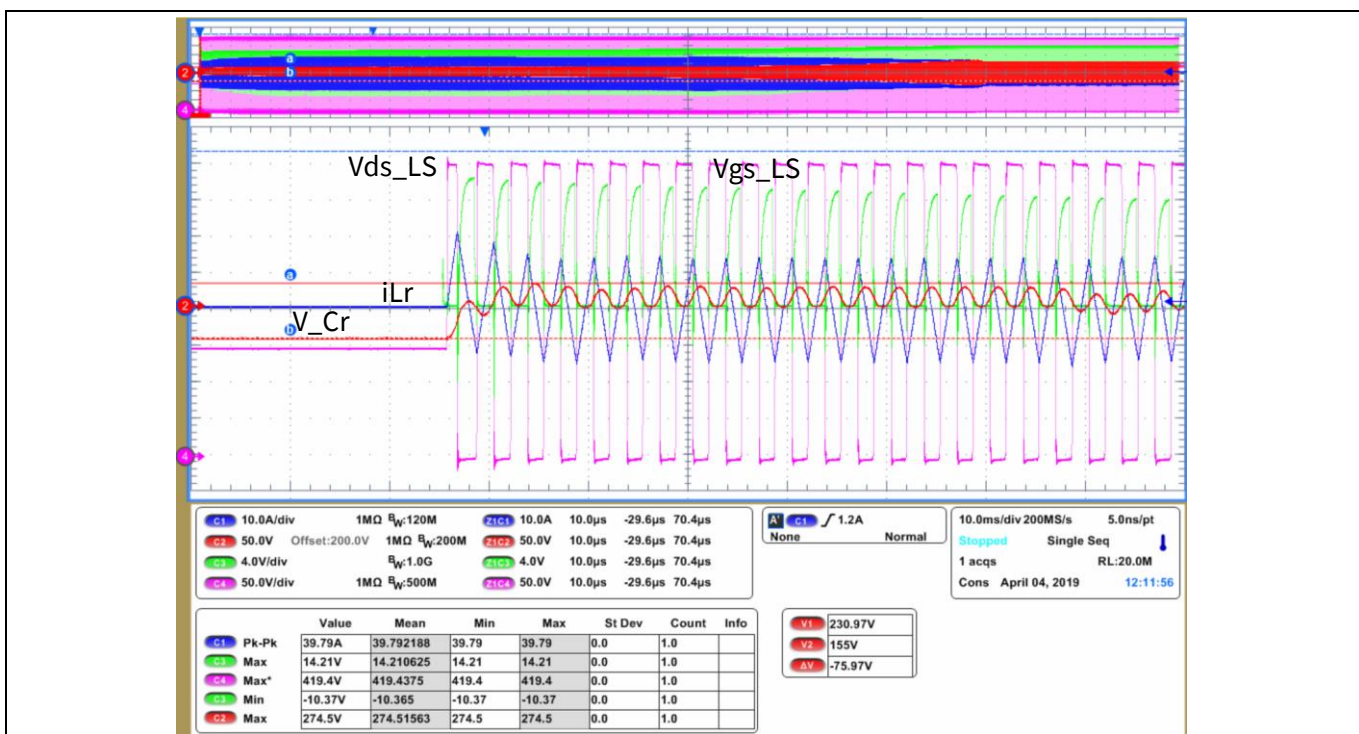 2
a
b
4
Vds_LS
Vgs_LS
a
iLr
2
V_Cr
b
4
C1 10.0A/div 1MΩ BW:120M Z1C1 10.0A 10.0µs -29.6µs 70.4µs
C2 50.0V Offset:200.0V 1MΩ BW:200M Z1C2 50.0V 10.0µs -29.6µs 70.4µs
C3 4.0V/div BW:1.0G Z1C3 4.0V 10.0µs -29.6µs 70.4µs
C4 50.0V/div 1MΩ BW:500M Z1C4 50.0V 10.0µs -29.6µs 70.4µs
A' C1 1.2A
None Normal
10.0ms/div 200MS/s 5.0ns/pt
Stopped Single Seq
1 acqs RL:20.0M
Cons April 04, 2019 12:11:56
Value Mean Min Max St Dev Count Info
C1 Pk-Pk 39.79A 39.792188 39.79 39.79 0.0 1.0
C3 Max 14.21V 14.210625 14.21 14.21 0.0 1.0
C4 Max* 419.4V 419.4375 419.4 419.4 0.0 1.0
C3 Min -10.37V -10.365 -10.37 -10.37 0.0 1.0
C2 Max 274.5V 274.51563 274.5 274.5 0.0 1.0
V1 230.97V
V2 155V
ΔV -75.97V